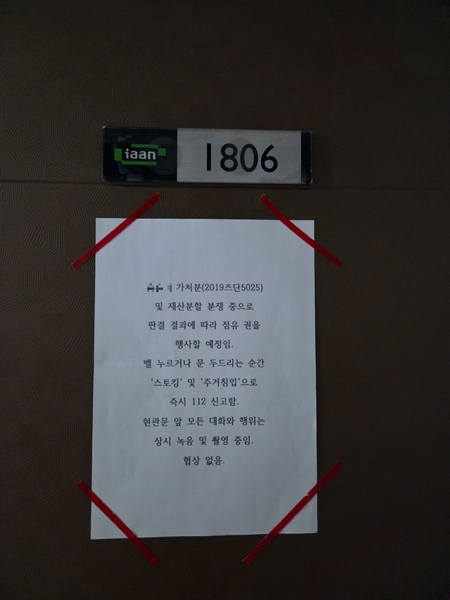 iaan
1806
가처분(2019즈단5025)
및 재산분할 분쟁 중으로
판결 결과에 따라 점유 권을
행사할 예정임.
벨 누르거나 문 두드리는 순간
'스토킹' 및 '주거침입'으로
즉시 112 신고함.
현관문 앞 모든 대화와 행위는
상시 녹음 및 촬영 중임.
협상 없음.